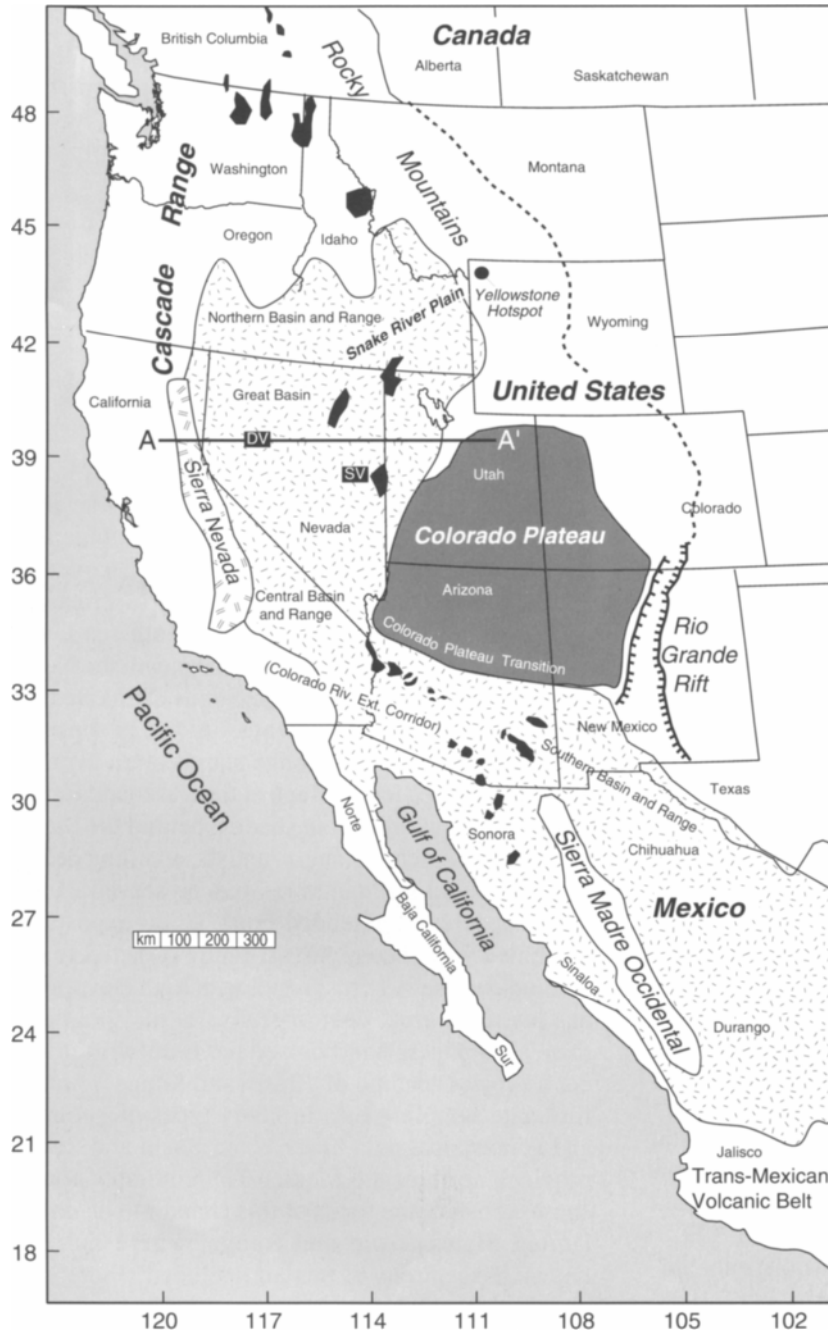 British Columbia
Canada
Rocky
Alberta
Saskatchewan
48
Range
Washington
Mountains
Montana
45
Oregon
Idaho
Cascade
Yellowstone
Hotspot
Northern Basin and Range
Snake River Plain
Wyoming
42
California
Great Basin
United States
A
DV
A'
39
SV
Utah
Sierra Nevada
Nevada
Colorado Plateau
Colorado
36
Central Basin
and Range
Arizona
Rio
Grande
Rift
Colorado Plateau Transition
33
(Colorado Riv. Ext. Corridor)
Pacific Ocean
New Mexico
Southern Basin and Range
Texas
30
Norte
Gulf of California
Sonora
Chihuahua
Sierra Madre Occidental
27
Baja California
Mexico
km 100 200 300
Sinaloa
24
Durango
Sur
21
Jalisco
Trans-Mexican
Volcanic Belt
18
120 117 114 111 108 105 102